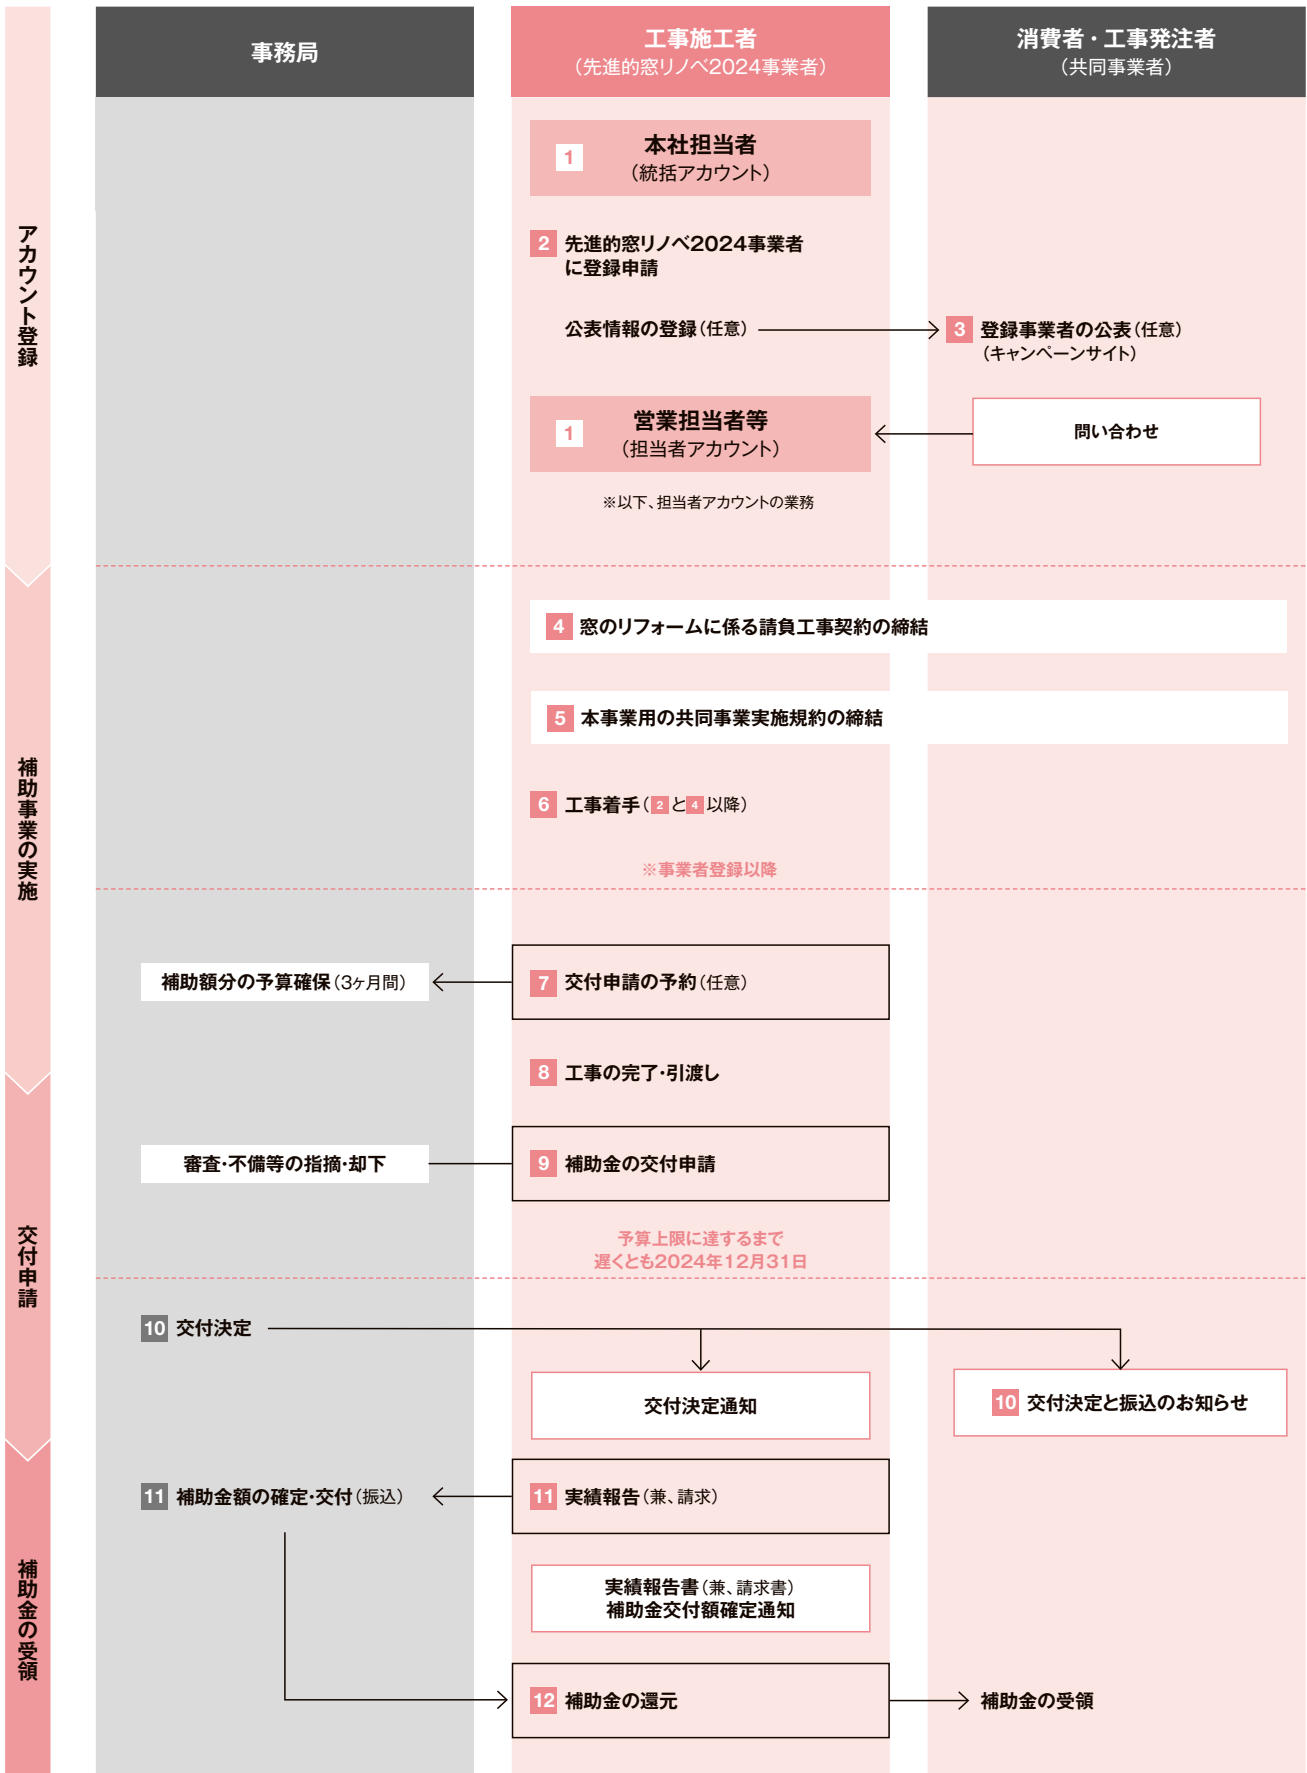 事務局
工事施工者
（先進的窓リノベ2024事業者）
消費者・工事発注者
（共同事業者）
アカウント登録
1
本社担当者
（統括アカウント）
2 先進的窓リノベ2024事業者
に登録申請
公表情報の登録（任意）
3 登録事業者の公表（任意）
（キャンペーンサイト）
1
営業担当者等
（担当者アカウント）
問い合わせ
※以下、担当者アカウントの業務
補助事業の実施
4 窓のリフォームに係る請負工事契約の締結
5 本事業用の共同事業実施規約の締結
6 工事着手（2と4以降）
※事業者登録以降
補助額分の予算確保（3ヶ月間）
7 交付申請の予約（任意）
8 工事の完了・引渡し
交付申請
審査・不備等の指摘・却下
9 補助金の交付申請
予算上限に達するまで
遅くとも2024年12月31日
10 交付決定
交付決定通知
10 交付決定と振込のお知らせ
補助金の受領
11 補助金額の確定・交付（振込）
11 実績報告（兼、請求）
実績報告書（兼、請求書）
補助金交付額確定通知
12 補助金の還元
補助金の受領